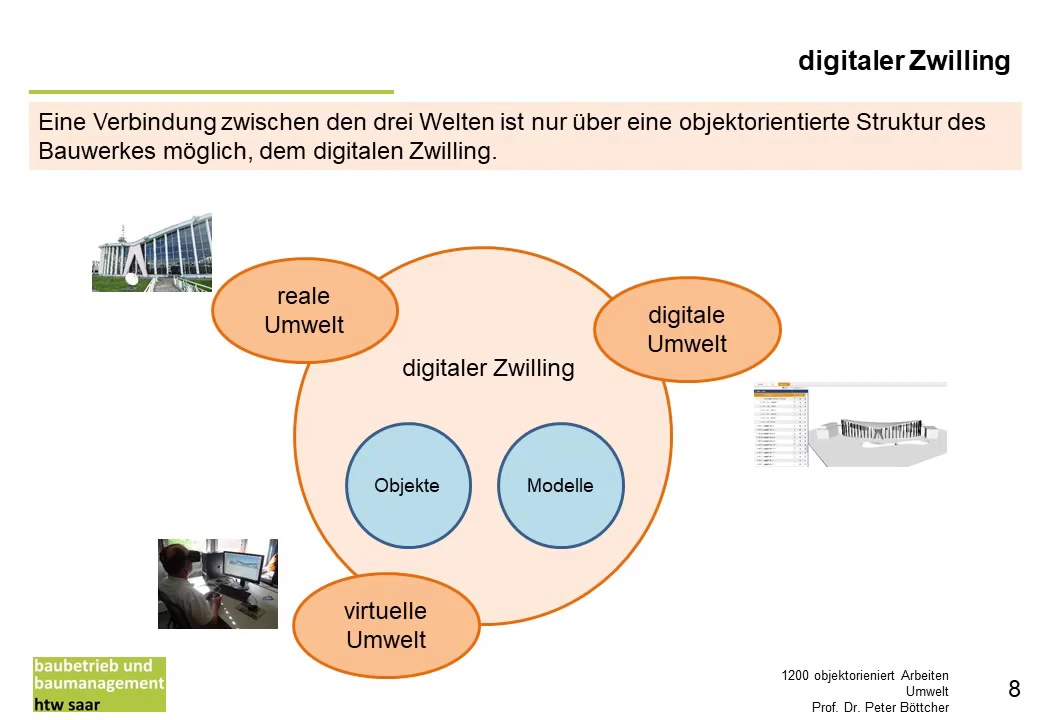 digitaler Zwilling
Eine Verbindung zwischen den drei Welten ist nur über eine objektorientierte Struktur des
Bauwerkes möglich, dem digitalen Zwilling.
reale
Umwelt
digitale
Umwelt
digitaler Zwilling
Objekte
Modelle
virtuelle
Umwelt
baubetrieb und
baumanagement
htw saar
1200 objektorieniert Arbeiten
Umwelt
Prof. Dr. Peter Böttcher
8